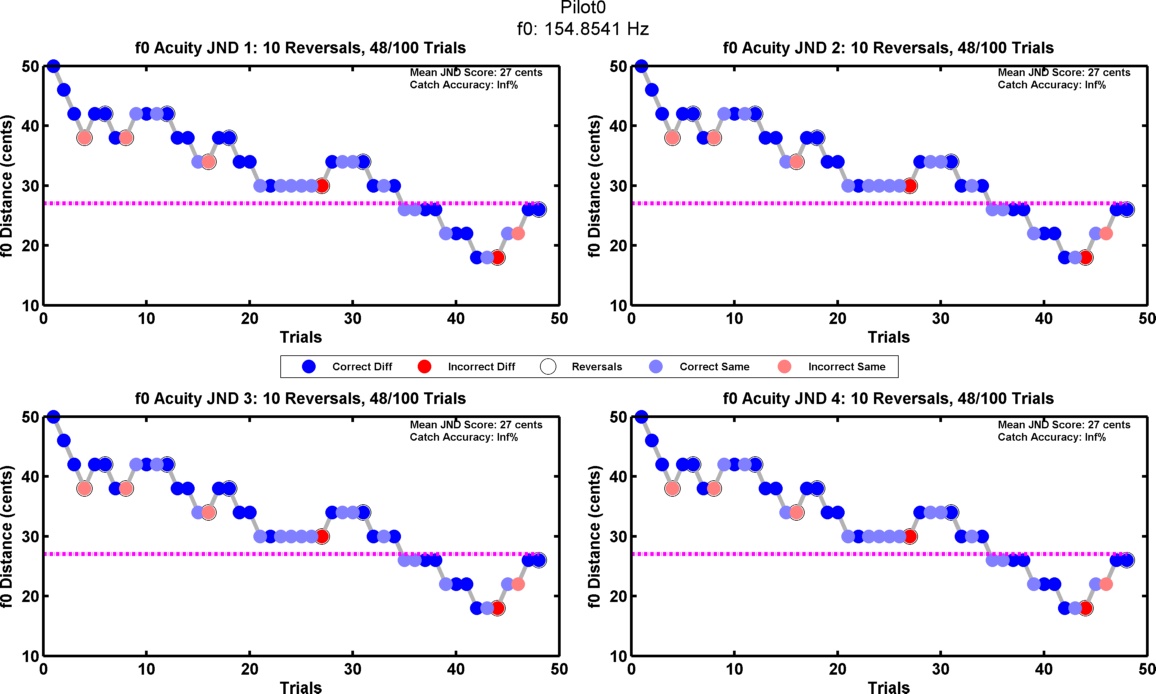 Pilot0
f0: 154.8541 Hz
f0 Acuity JND 1: 10 Reversals, 48/100 Trials
Mean JND Score: 27 cents
Catch Accuracy: Inf%
f0 Distance (cents)
50
40
30
20
10
0 10 20 30 40 50
Trials
f0 Acuity JND 2: 10 Reversals, 48/100 Trials
Mean JND Score: 27 cents
Catch Accuracy: Inf%
f0 Distance (cents)
50
40
30
20
10
0 10 20 30 40 50
Trials
Correct Diff Incorrect Diff Reversals Correct Same Incorrect Same
f0 Acuity JND 3: 10 Reversals, 48/100 Trials
Mean JND Score: 27 cents
Catch Accuracy: Inf%
f0 Distance (cents)
50
40
30
20
10
0 10 20 30 40 50
Trials
f0 Acuity JND 4: 10 Reversals, 48/100 Trials
Mean JND Score: 27 cents
Catch Accuracy: Inf%
f0 Distance (cents)
50
40
30
20
10
0 10 20 30 40 50
Trials